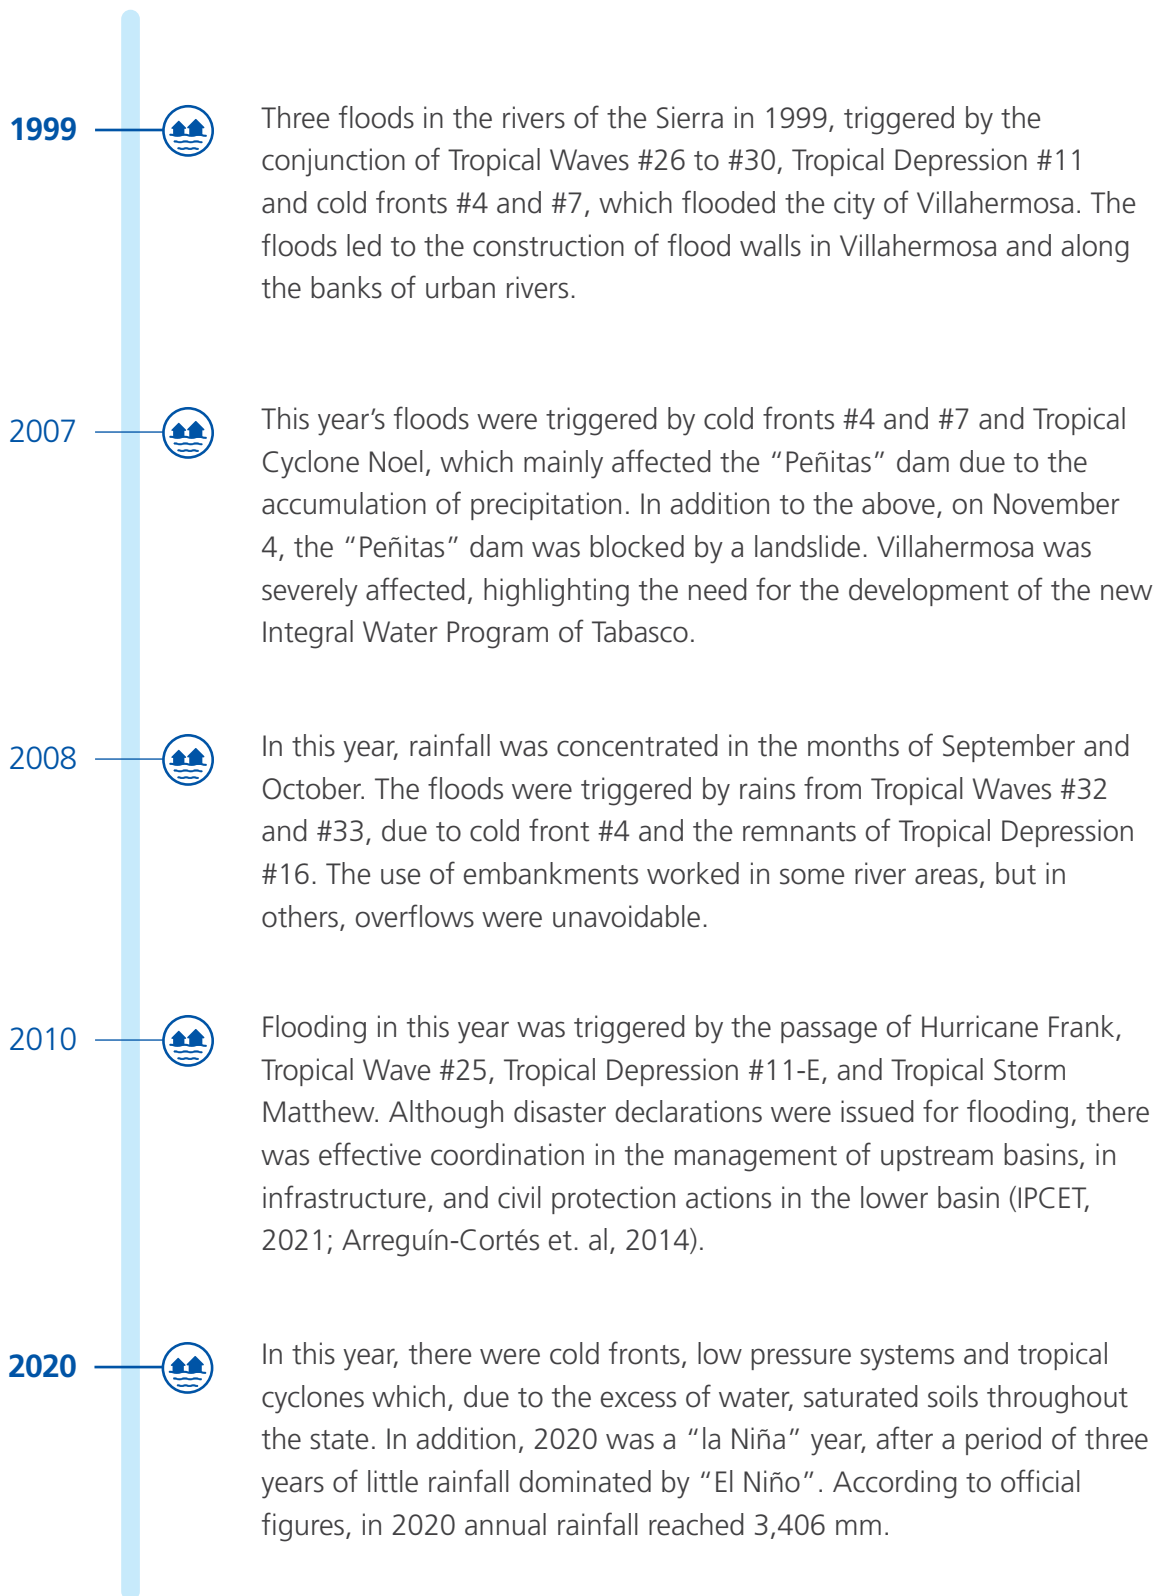 1999
Three floods in the rivers of the Sierra in 1999, triggered by the
conjunction of Tropical Waves #26 to #30, Tropical Depression #11
and cold fronts #4 and #7, which flooded the city of Villahermosa. The
floods led to the construction of flood walls in Villahermosa and along
the banks of urban rivers.
2007
This year’s floods were triggered by cold fronts #4 and #7 and Tropical
Cyclone Noel, which mainly affected the “Peñitas” dam due to the
accumulation of precipitation. In addition to the above, on November
4, the “Peñitas” dam was blocked by a landslide. Villahermosa was
severely affected, highlighting the need for the development of the new
Integral Water Program of Tabasco.
2008
In this year, rainfall was concentrated in the months of September and
October. The floods were triggered by rains from Tropical Waves #32
and #33, due to cold front #4 and the remnants of Tropical Depression
#16. The use of embankments worked in some river areas, but in
others, overflows were unavoidable.
2010
Flooding in this year was triggered by the passage of Hurricane Frank,
Tropical Wave #25, Tropical Depression #11-E, and Tropical Storm
Matthew. Although disaster declarations were issued for flooding, there
was effective coordination in the management of upstream basins, in
infrastructure, and civil protection actions in the lower basin (IPCET,
2021; Arreguín-Cortés et. al, 2014).
2020
In this year, there were cold fronts, low pressure systems and tropical
cyclones which, due to the excess of water, saturated soils throughout
the state. In addition, 2020 was a “la Niña” year, after a period of three
years of little rainfall dominated by “El Niño”. According to official
figures, in 2020 annual rainfall reached 3,406 mm.